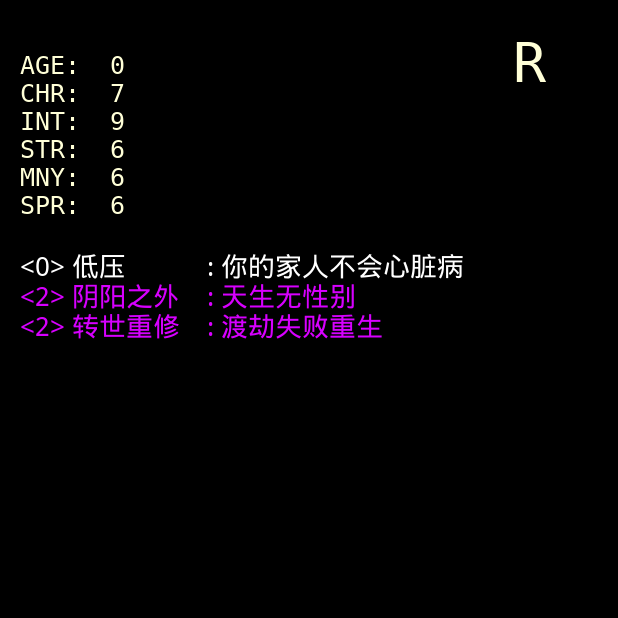 R
AGE: 0
CHR: 7
INT: 9
STR: 6
MNY: 6
SPR: 6
<0> 低压 : 你的家人不会心脏病
<2> 阴阳之外 : 天生无性别
<2> 转世重修 : 渡劫失败重生